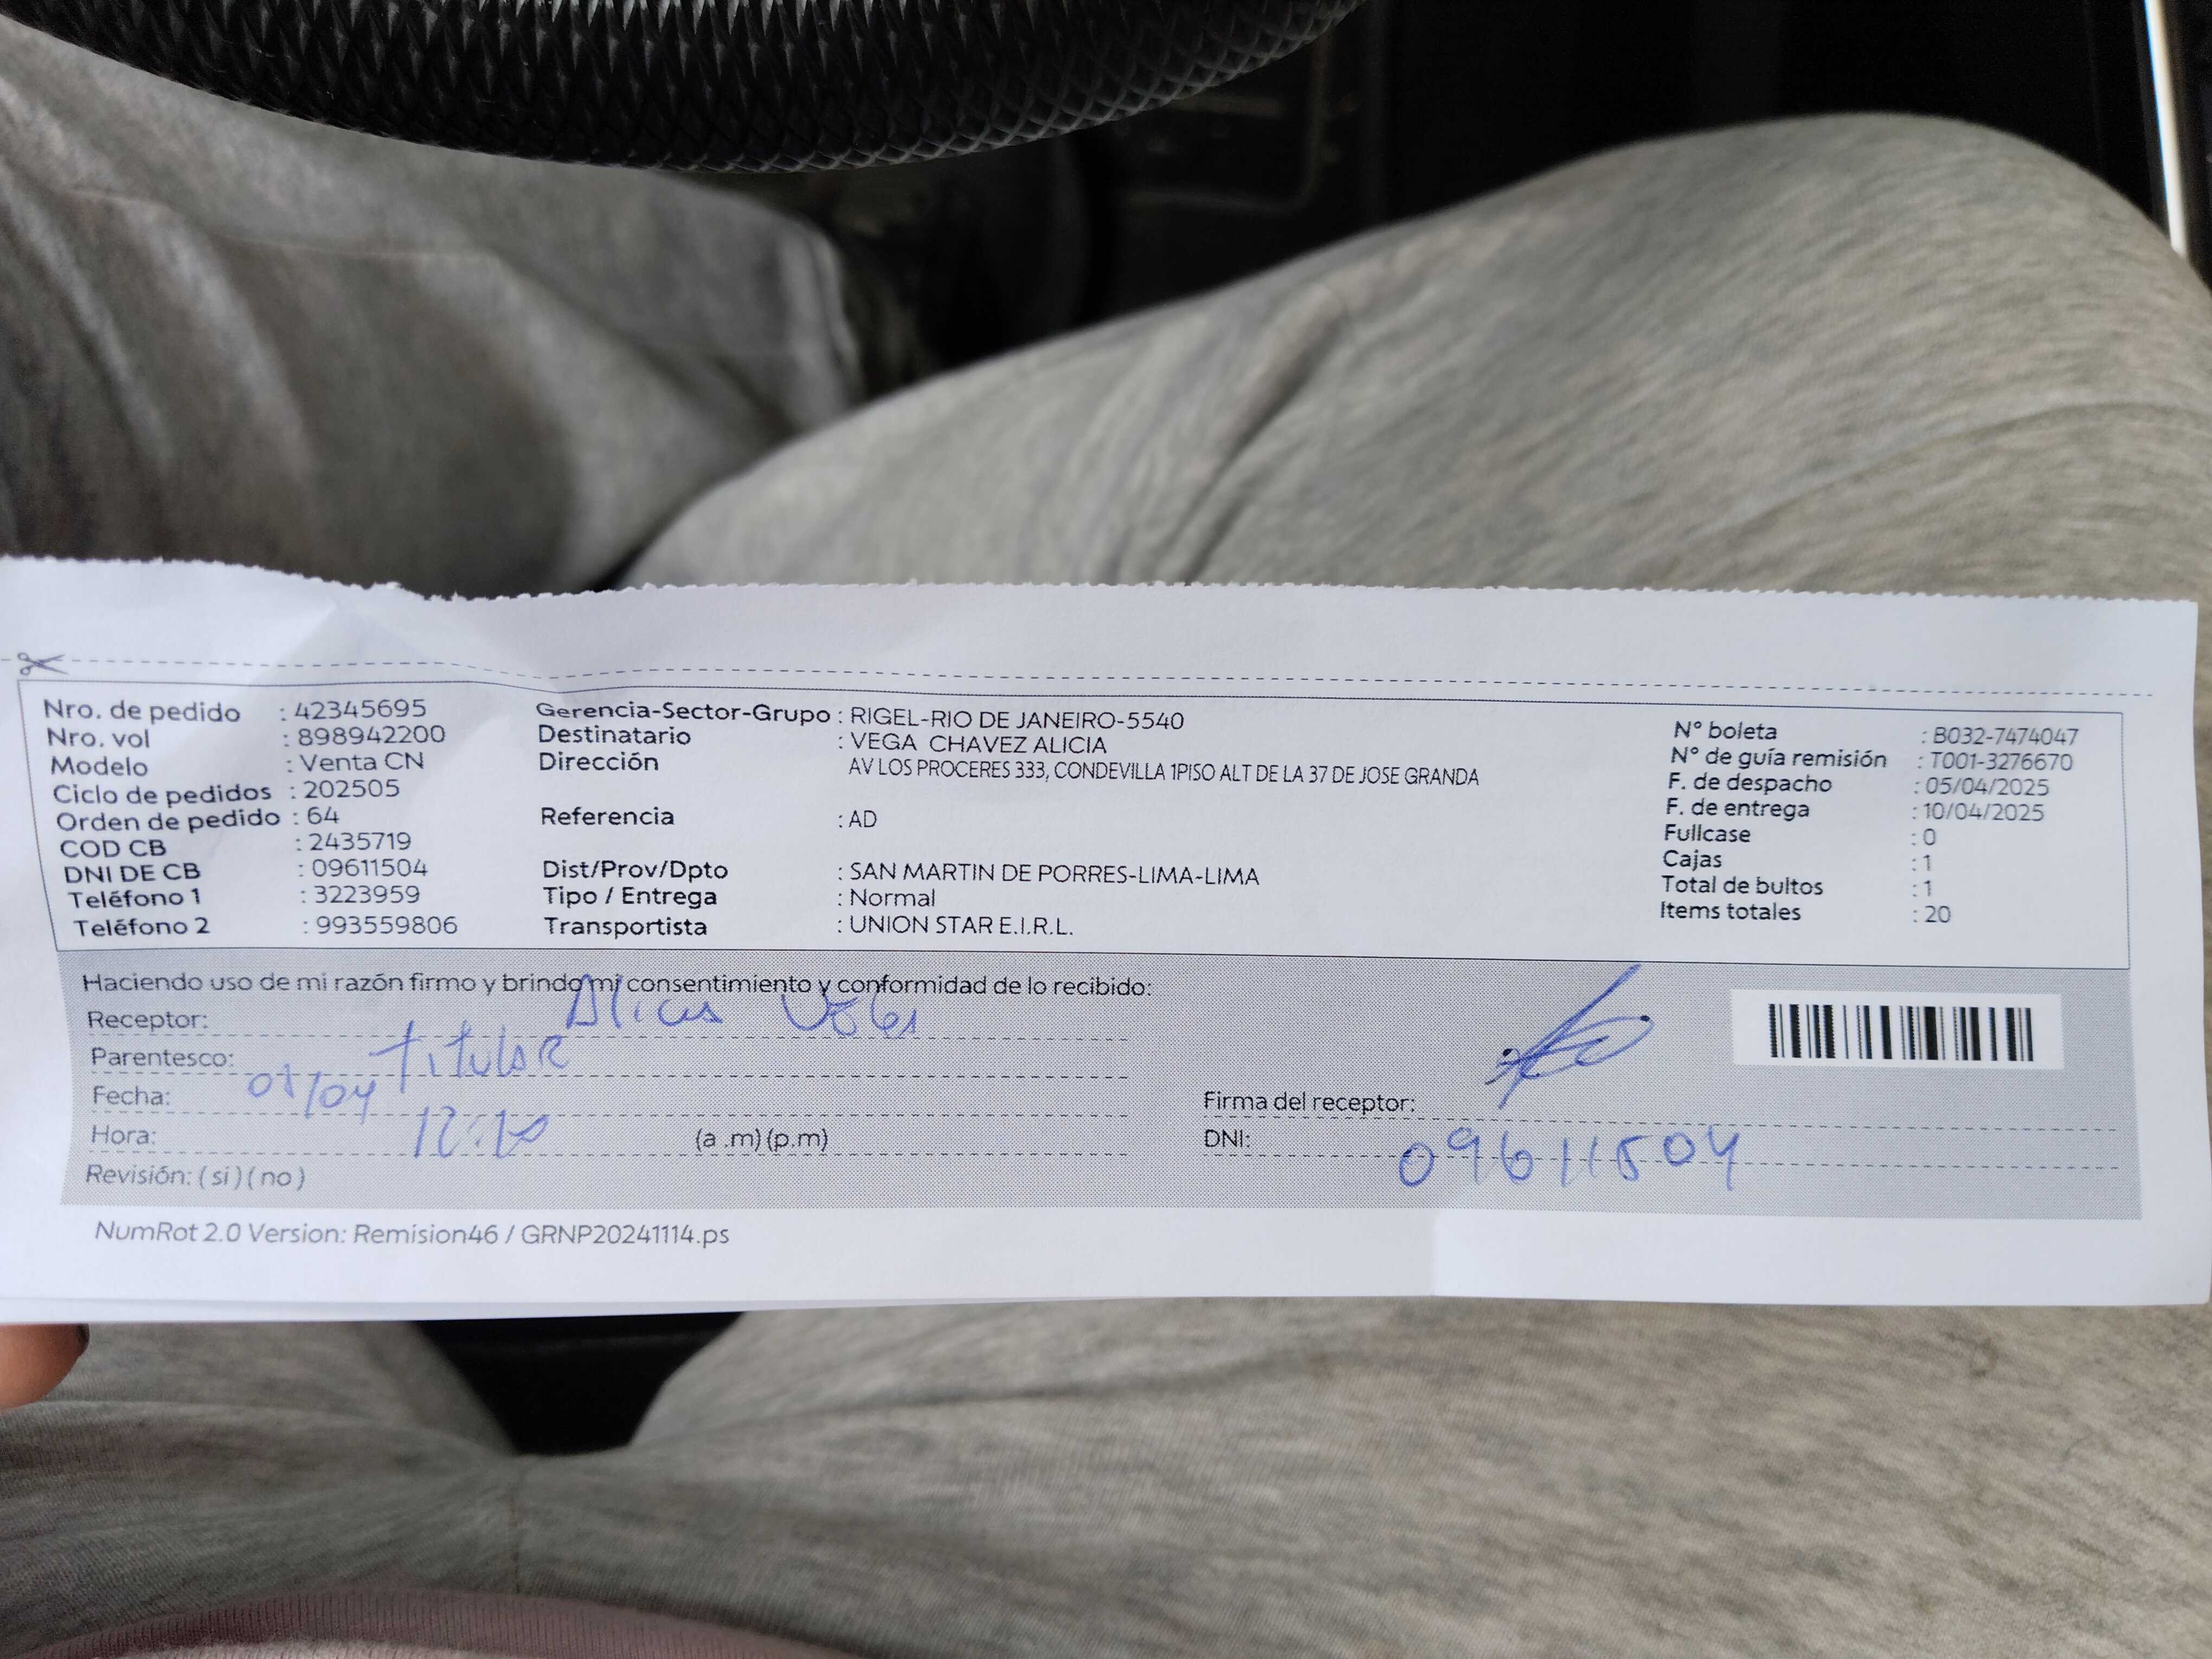 Nro. de pedido : 42345695
Nro. vol : 898942200
Modelo : Venta CN
Ciclo de pedidos : 202505
Orden de pedido : 64
COD CB : 2435719
DNI DE CB : 09611504
Teléfono 1 : 3223959
Teléfono 2 : 993559806
Gerencia-Sector-Grupo : RIGEL-RIO DE JANEIRO-5540
Destinatario : VEGA CHAVEZ ALICIA
Dirección AV LOS PROCERES 333, CONDEVILLA 1PISO ALT DE LA 37 DE JOSE GRANDA
Referencia : AD
Dist/Prov/Dpto : SAN MARTIN DE PORRES-LIMA-LIMA
Tipo / Entrega : Normal
Transportista : UNION STAR E.I.R.L.
N° boleta : B032-7474047
N° de guía remisión : T001-3276670
F. de despacho : 05/04/2025
F. de entrega : 10/04/2025
Fullcase : 0
Cajas : 1
Total de bultos : 1
Items totales : 20
Haciendo uso de mi razón firmo y brindo mi consentimiento y conformidad de lo recibido:
Receptor: Alicia
Parentesco: titular
Fecha:
Hora: (a .m) (p.m)
Revisión: ( si ) ( no )
Firma del receptor:
DNI: 09611504
NumRot 2.0 Version: Remision46 / GRNP20241114.ps